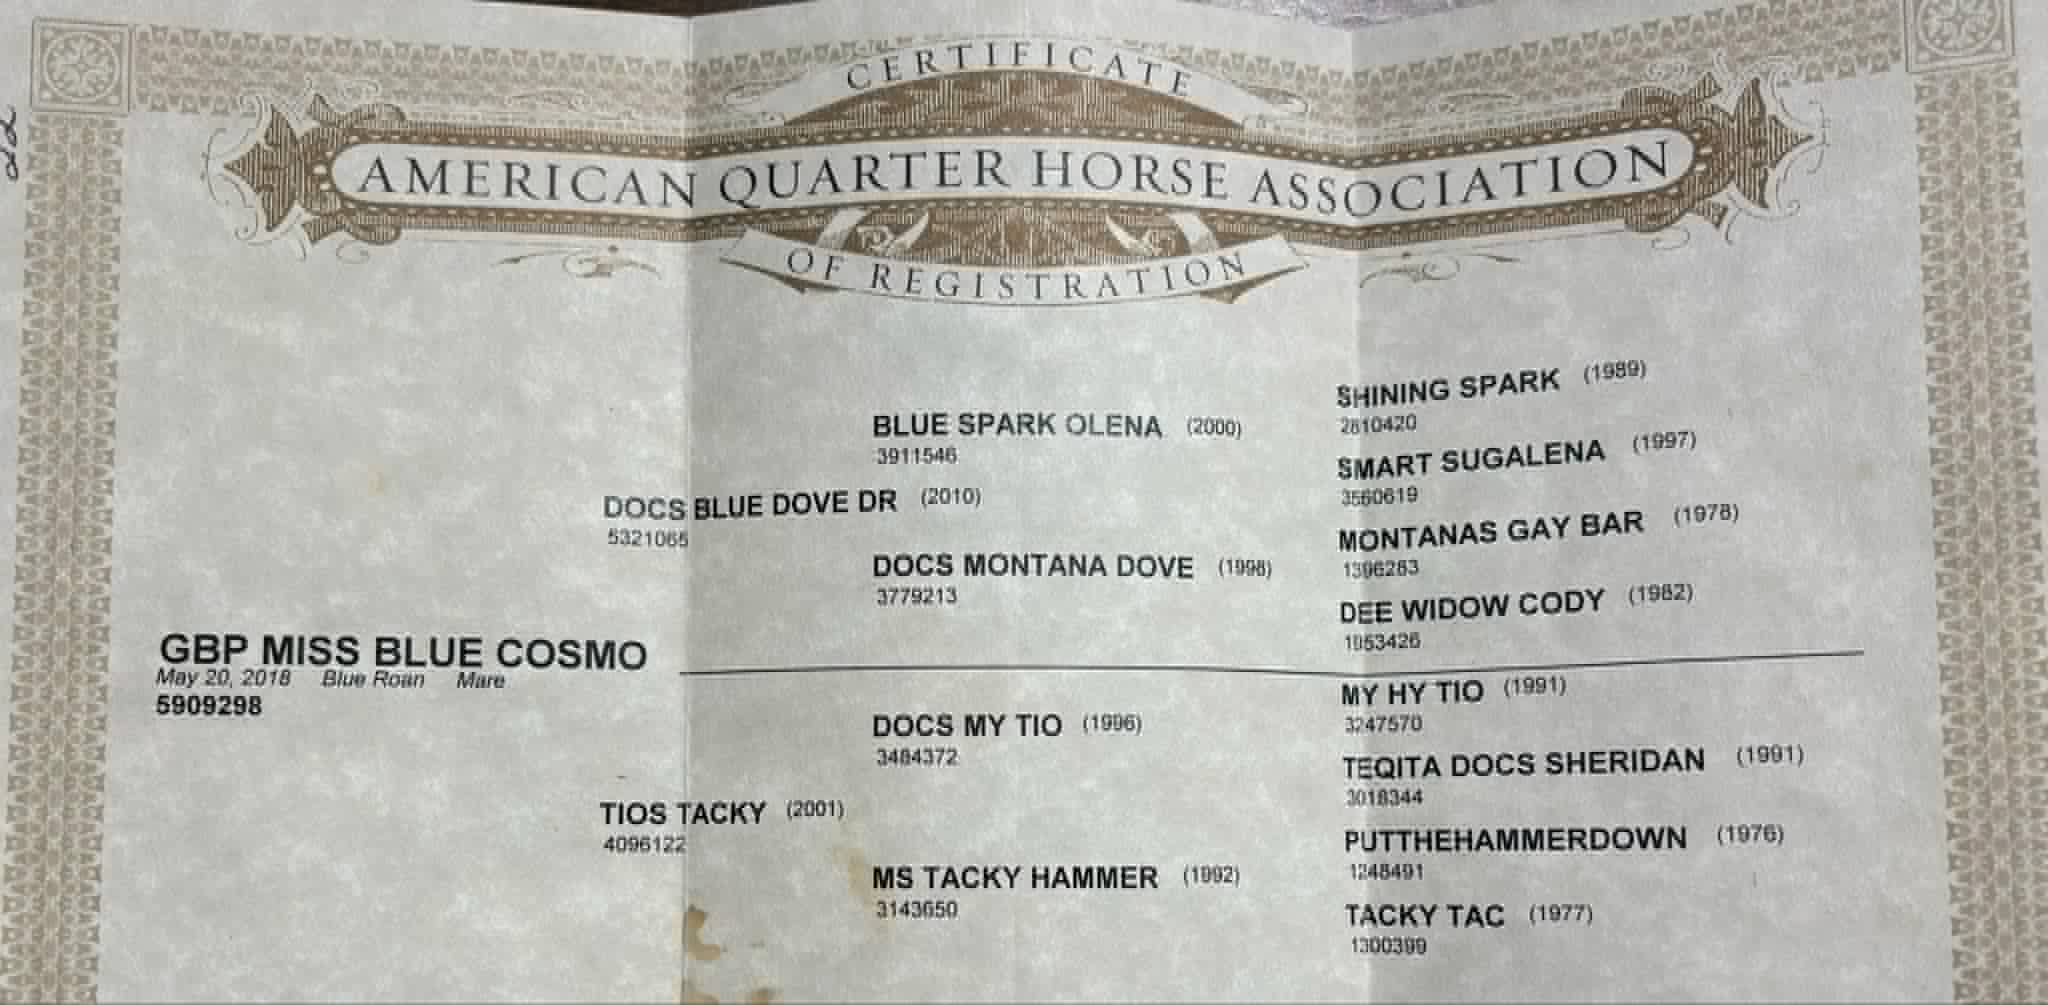 CERTIFICATE
AMERICAN QUARTER HORSE ASSOCIATION
OF REGISTRATION
SHINING SPARK (1989)
2810420
BLUE SPARK OLENA (2000)
3911546
SMART SUGALENA (1997)
3560619
DOCS BLUE DOVE DR (2010)
5321065
MONTANAS GAY BAR (1978)
1396283
DOCS MONTANA DOVE (1998)
3779213
DEE WIDOW CODY (1982)
1953426
GBP MISS BLUE COSMO
May 20, 2018 Blue Roan Mare
5909298
MY HY TIO (1991)
3247570
DOCS MY TIO (1996)
3484372
TEQITA DOCS SHERIDAN (1991)
3018344
TIOS TACKY (2001)
4096122
PUTTHEHAMMERDOWN (1976)
1248491
MS TACKY HAMMER (1992)
3143650
TACKY TAC (1977)
1300399